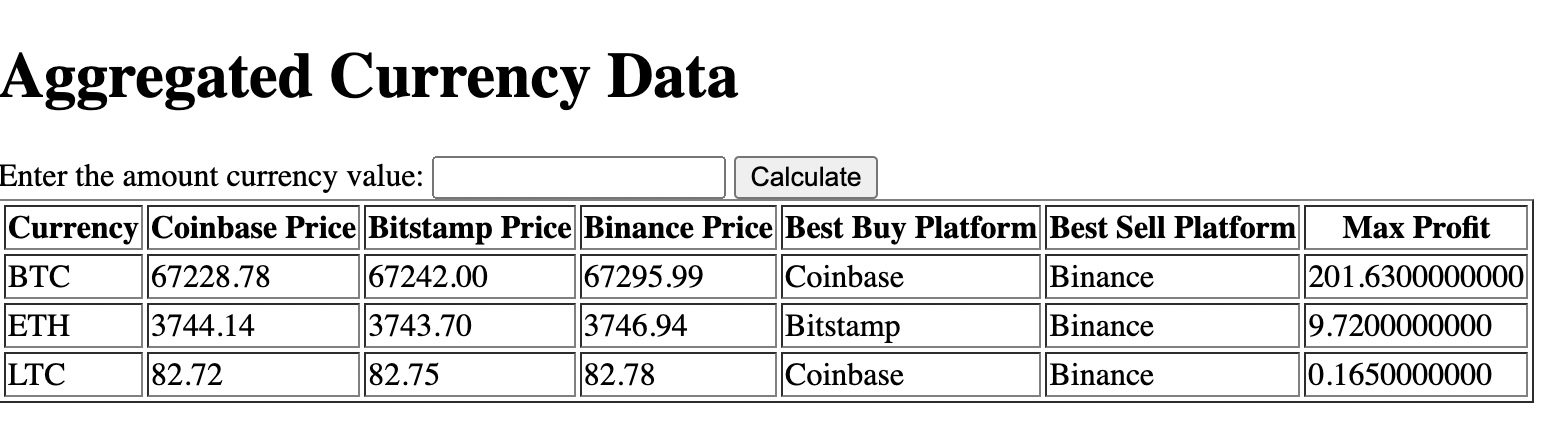 Aggregated Currency Data
Enter the amount currency value: Calculate
Currency Coinbase Price Bitstamp Price Binance Price Best Buy Platform Best Sell Platform Max Profit
BTC 67228.78 67242.00 67295.99 Coinbase Binance 201.6300000000
ETH 3744.14 3743.70 3746.94 Bitstamp Binance 9.7200000000
LTC 82.72 82.75 82.78 Coinbase Binance 0.1650000000